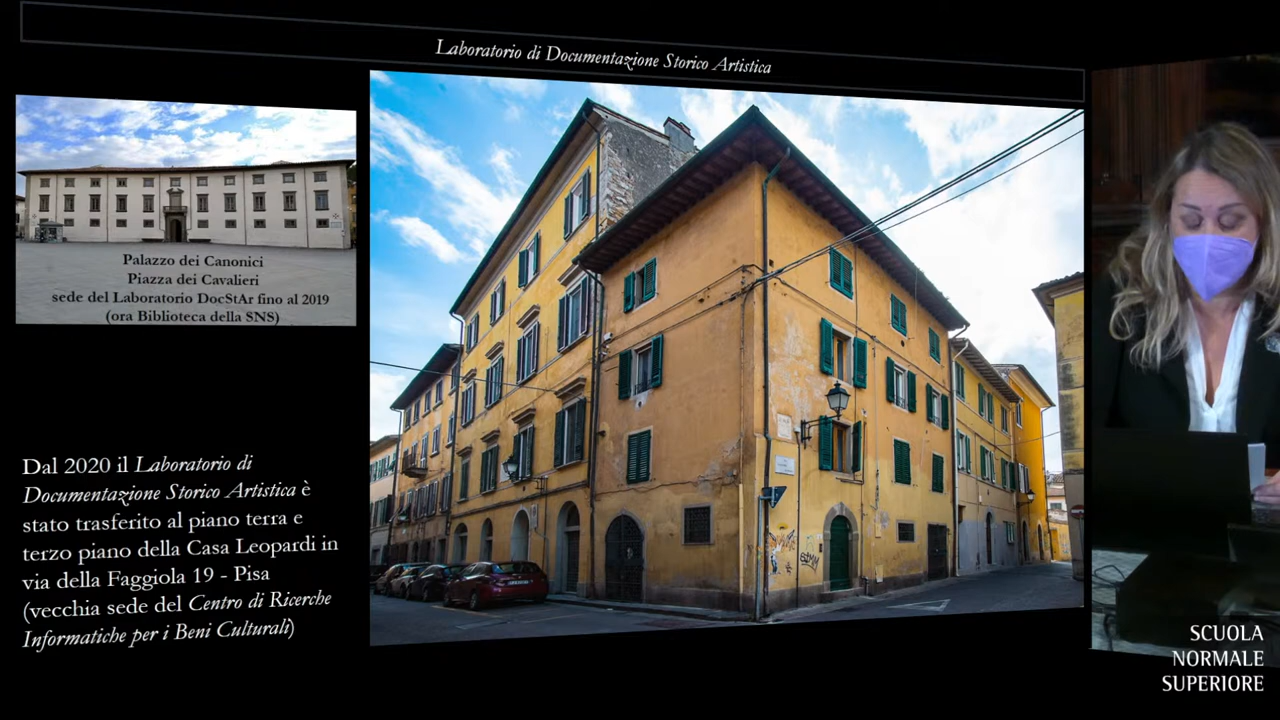 Laboratorio di Documentazione Storico Artistica
Palazzo dei Canonici
Piazza dei Cavalieri
sede del Laboratorio DocStAr fino al 2019
(ora Biblioteca della SNS)
Dal 2020 il Laboratorio di
Documentazione Storico Artistica è
stato trasferito al piano terra e
terzo piano della Casa Leopardi in
via della Faggiola 19 - Pisa
(vecchia sede del Centro di Ricerche
Informatiche per i Beni Culturali)
SCUOLA
NORMALE
SUPERIORE